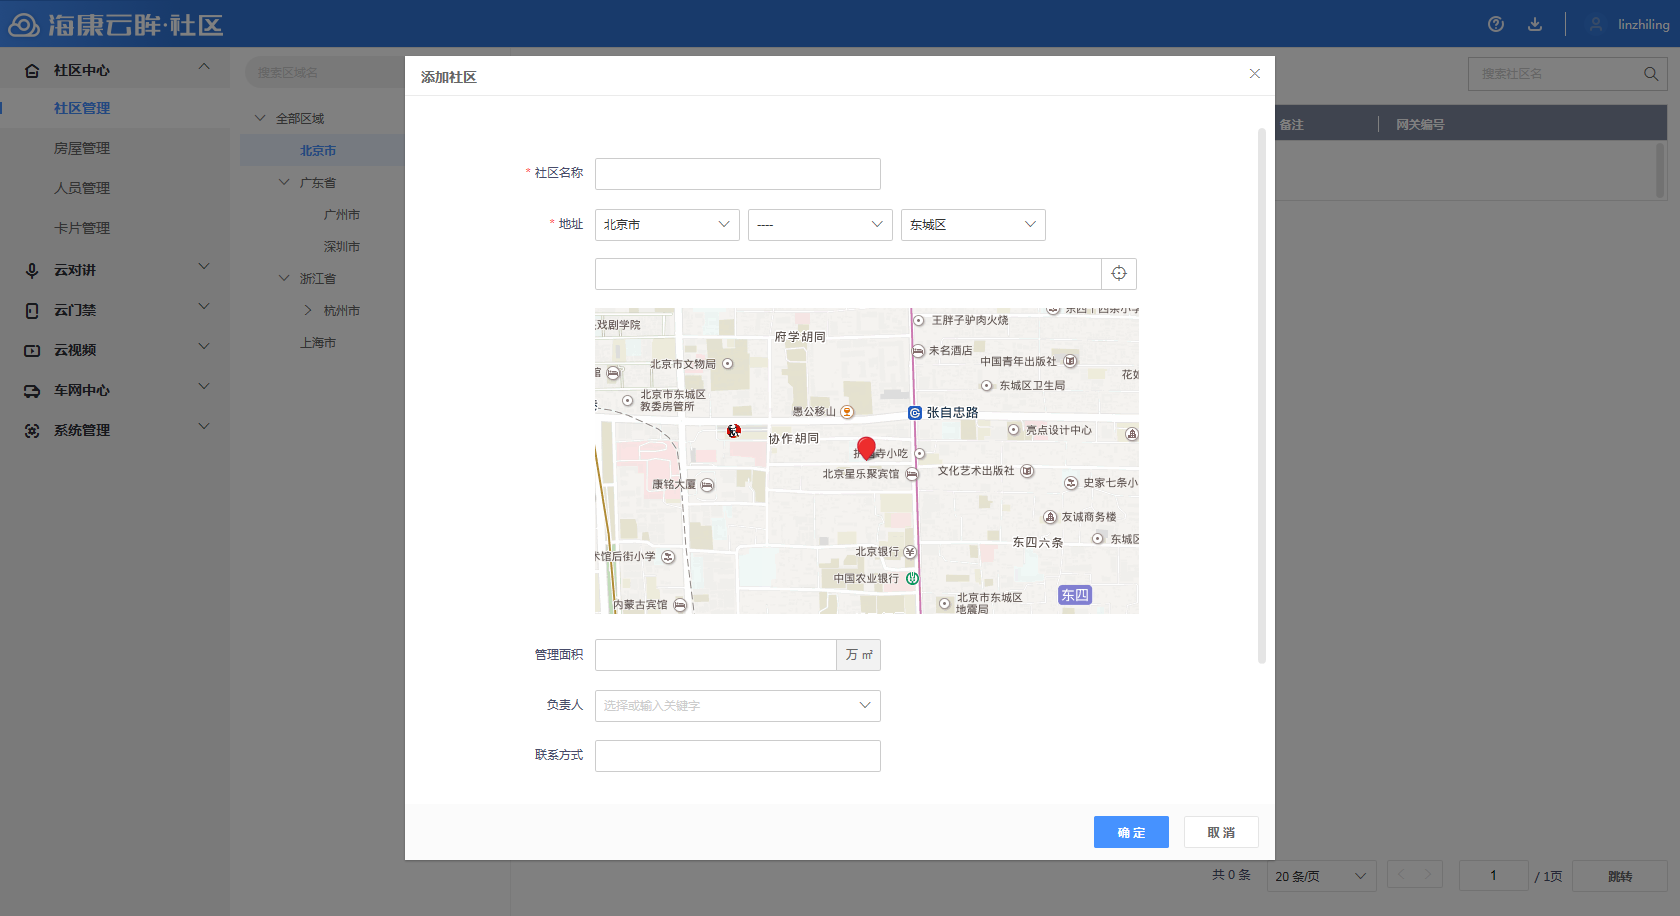 海康云眸·社区
linzhiling
社区中心
社区管理
房屋管理
人员管理
卡片管理
云对讲
云门禁
云视频
车网中心
系统管理
搜索区域名
全部区域
北京市
广东省
广州市
深圳市
浙江省
杭州市
上海市
搜索社区名
备注
网关编号
添加社区
* 社区名称
* 地址
北京市
----
东城区
戏剧学院
府学胡同
王胖子驴肉火烧
东四十四条小学
未名酒店
北京市文物局
中国青年出版社
馆
东城区卫生局
花如
北京市东城区
教委房管所
愚公移山
张自忠路
协作胡同
亮点设计中心
寺小吃
北京星乐聚宾馆
文化艺术出版社
康铭大厦
史家七条小
友诚商务楼
东四六条
东城区
术馆后街小学
北京银行
中国农业银行
内蒙古宾馆
北京市东城区
地震局
东四
管理面积
万 ㎡
负责人
选择或输入关键字
联系方式
确 定
取 消
共 0 条
20 条/页
1
/ 1页
跳转